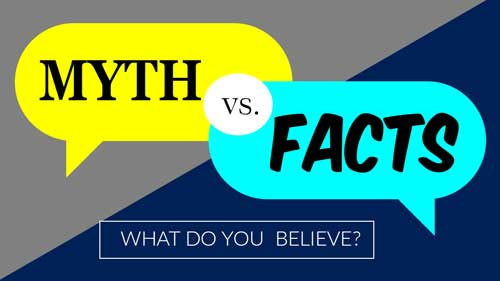 MYTH
vs.
FACTS
WHAT DO YOU BELIEVE?